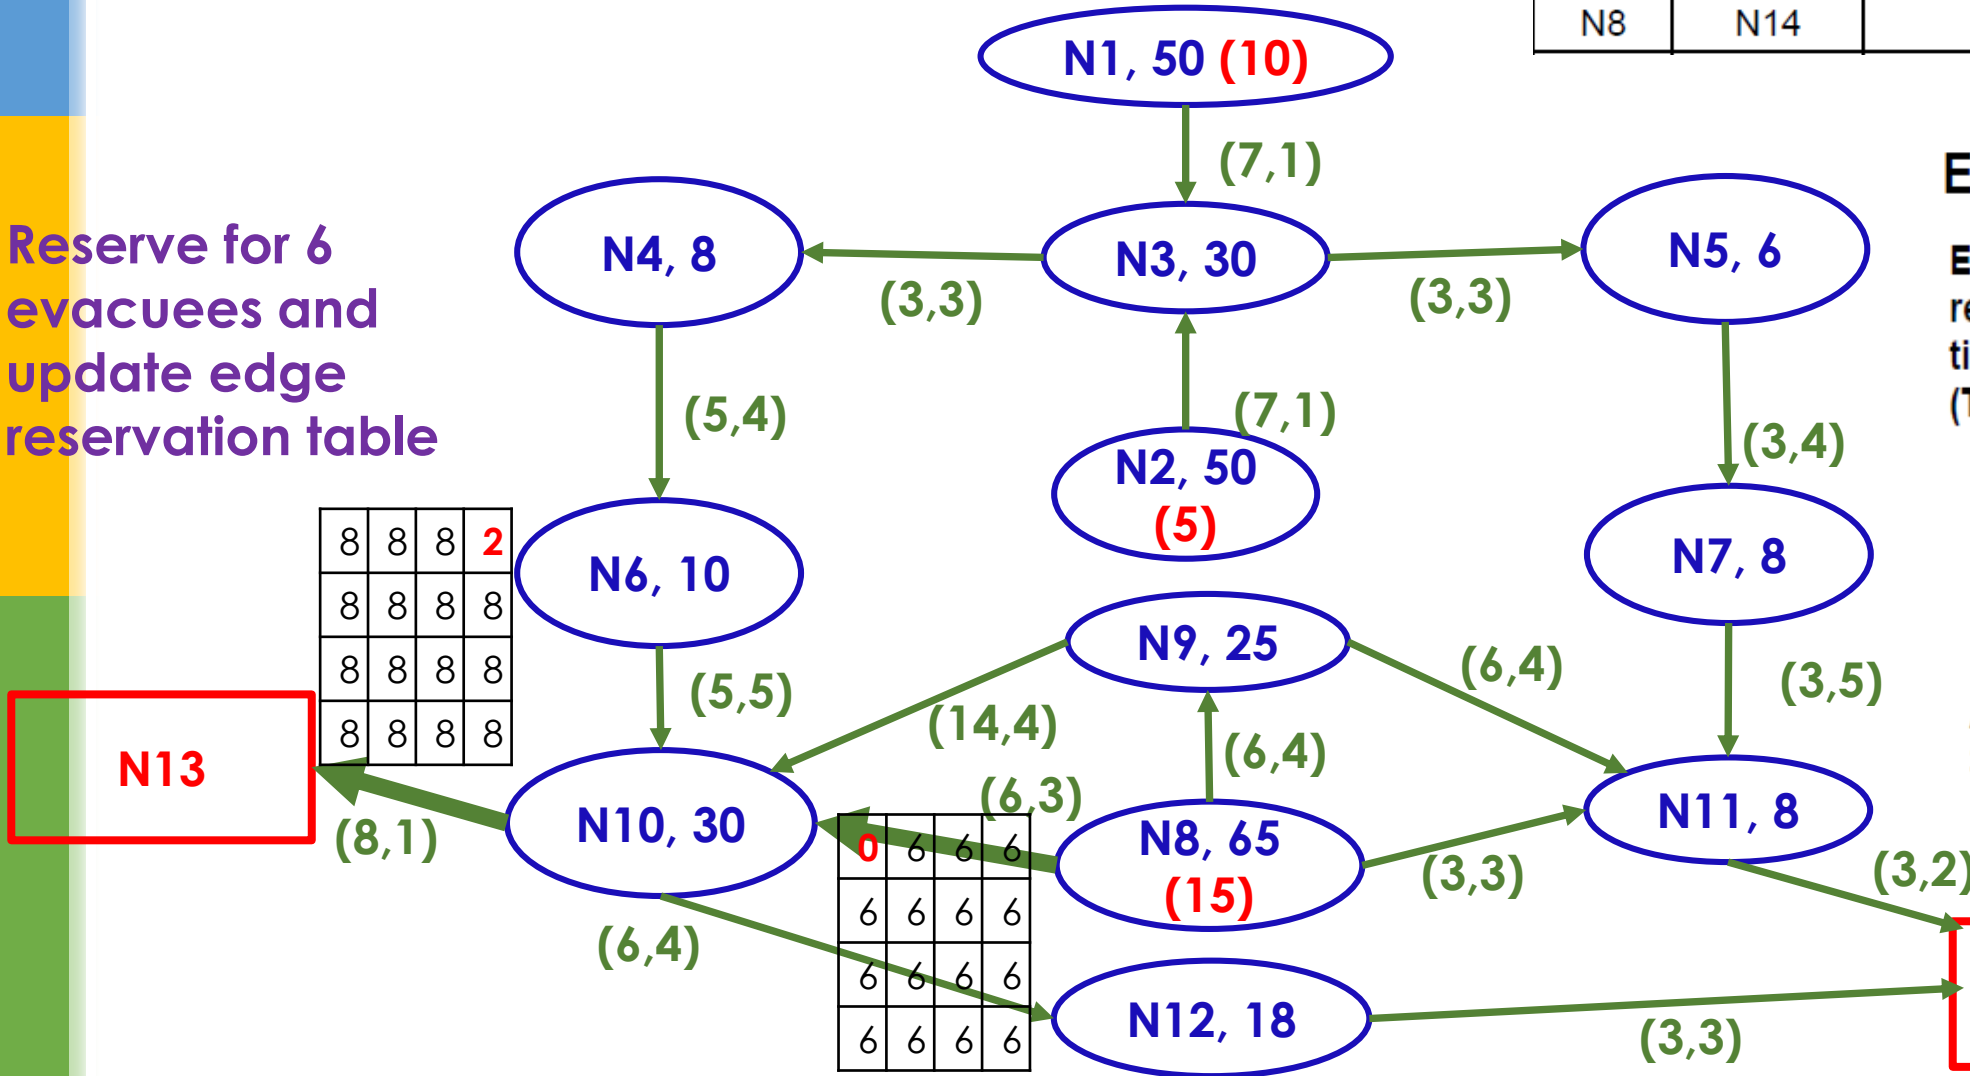 N8 N14
N1, 50 (10)
(7,1)
Reserve for 6
evacuees and
update edge
reservation table
N4, 8
N3, 30
N5, 6
(3,3)
(3,3)
(5,4)
(7,1)
(3,4)
N2, 50
(5)
8 8 8 2
8 8 8 8
8 8 8 8
8 8 8 8
N6, 10
N7, 8
N9, 25
(5,5)
(14,4)
(6,4)
(6,4)
(3,5)
N13
(8,1)
N10, 30
(6,3)
0 6 6 6
6 6 6 6
6 6 6 6
6 6 6 6
N8, 65
(15)
N11, 8
(3,3)
(3,2)
(6,4)
N12, 18
(3,3)